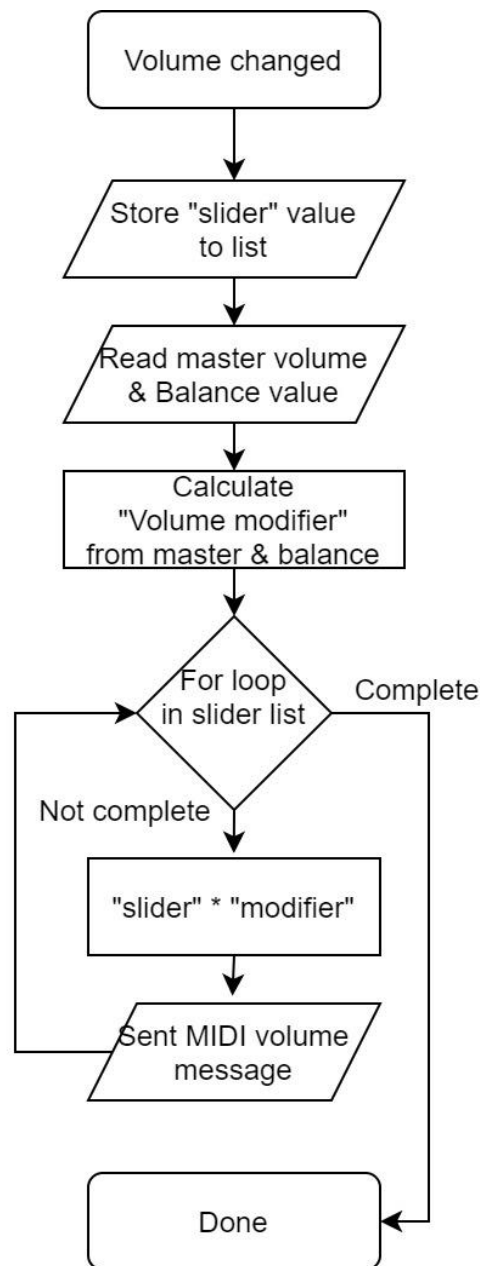 Volume changed
Store "slider" value
to list
Read master volume
& Balance value
Calculate
"Volume modifier"
from master & balance
For loop
in slider list
Complete
Not complete
"slider" * "modifier"
Sent MIDI volume
message
Done